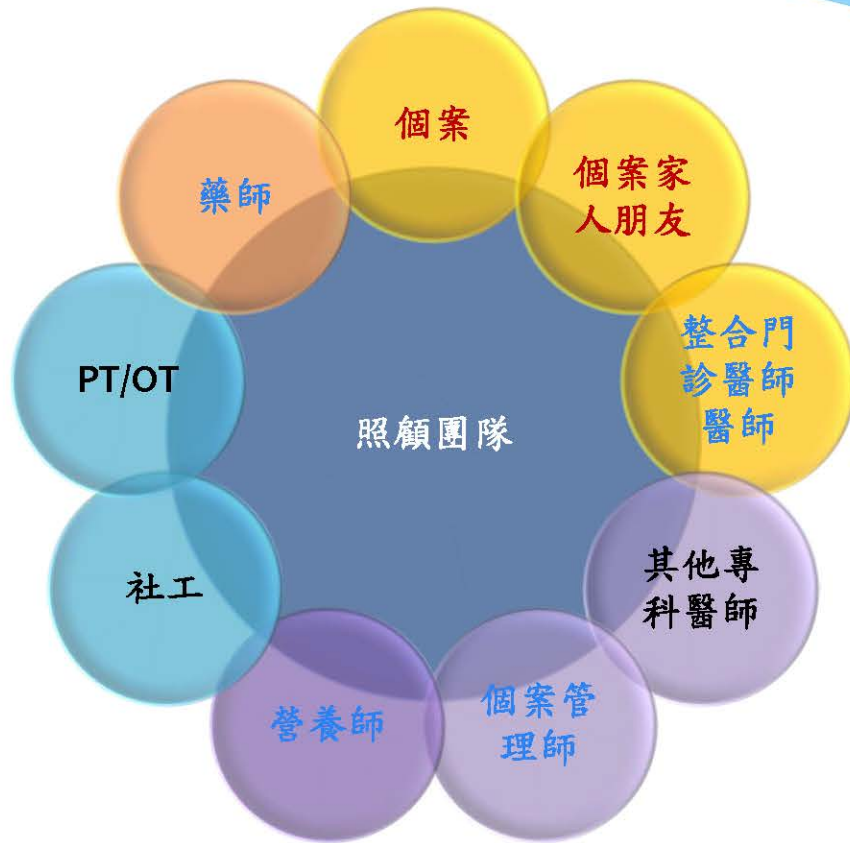 個案
個案家
人朋友
整合門
診醫師
醫師
其他專
科醫師
個案管
理師
營養師
社工
PT/OT
藥師
照顧團隊